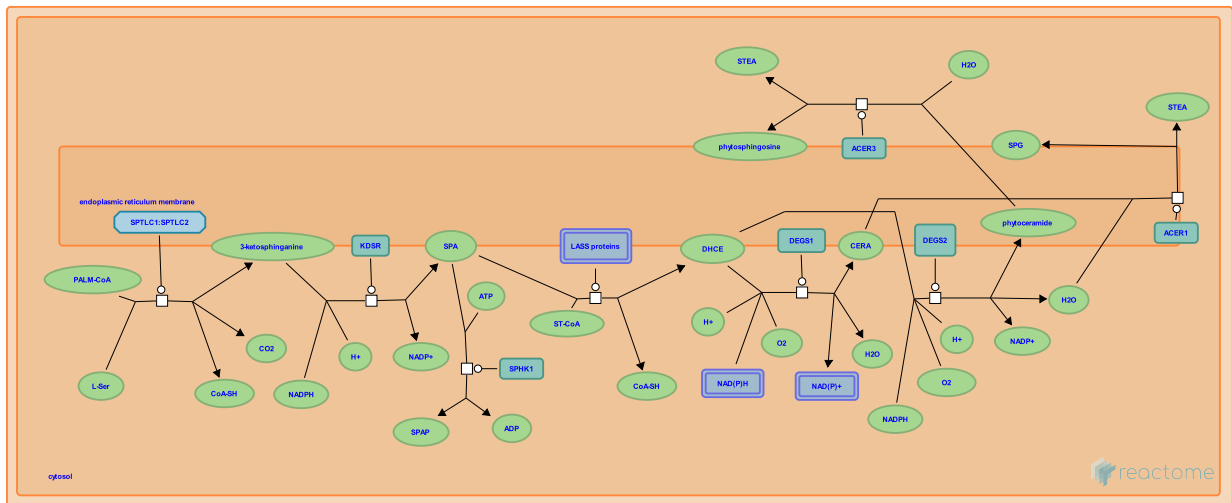 STEA
H2O
STEA
phytosphingosine
ACER3
SPG
endoplasmic reticulum membrane
SPTLC1:SPTLC2
phytoceramide
ACER1
3-ketosphinganine
KDSR
SPA
LASS proteins
DHCE
DEGS1
CERA
DEGS2
PALM-CoA
ATP
H2O
ST-CoA
H+
O2
H+
NADP+
CO2
H+
NADP+
H2O
SPHK1
L-Ser
CoA-SH
NADPH
CoA-SH
NAD(P)H
NAD(P)+
O2
NADPH
SPAP
ADP
cytosol
reactome